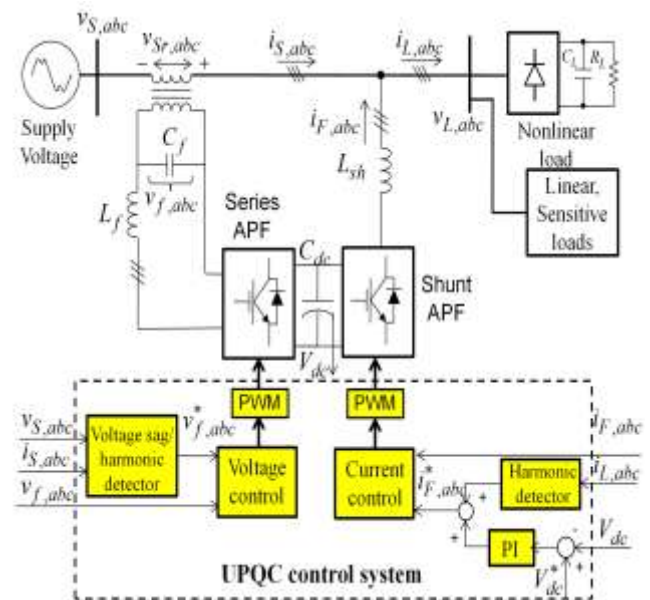 v_{S,abc}
v_{Sr,abc}
i_{S,abc}
i_{L,abc}
Supply
Voltage
C_L
R_L
i_{F,abc}
v_{L,abc}
Nonlinear
load
C_f
L_{sh}
v_{f,abc}
L_f
Linear,
Sensitive
loads
Series
APF
C_{dc}
Shunt
APF
V_{dc}
PWM
PWM
v_{S,abc}
i_{S,abc}
v_{f,abc}
Voltage sag/
harmonic
detector
v^*_{f,abc}
Voltage
control
Current
control
i^*_{F,abc}
Harmonic
detector
i_{F,abc}
i_{L,abc}
PI
V_{dc}
V^*_{dc}
+
+
-
+
- +
UPQC control system